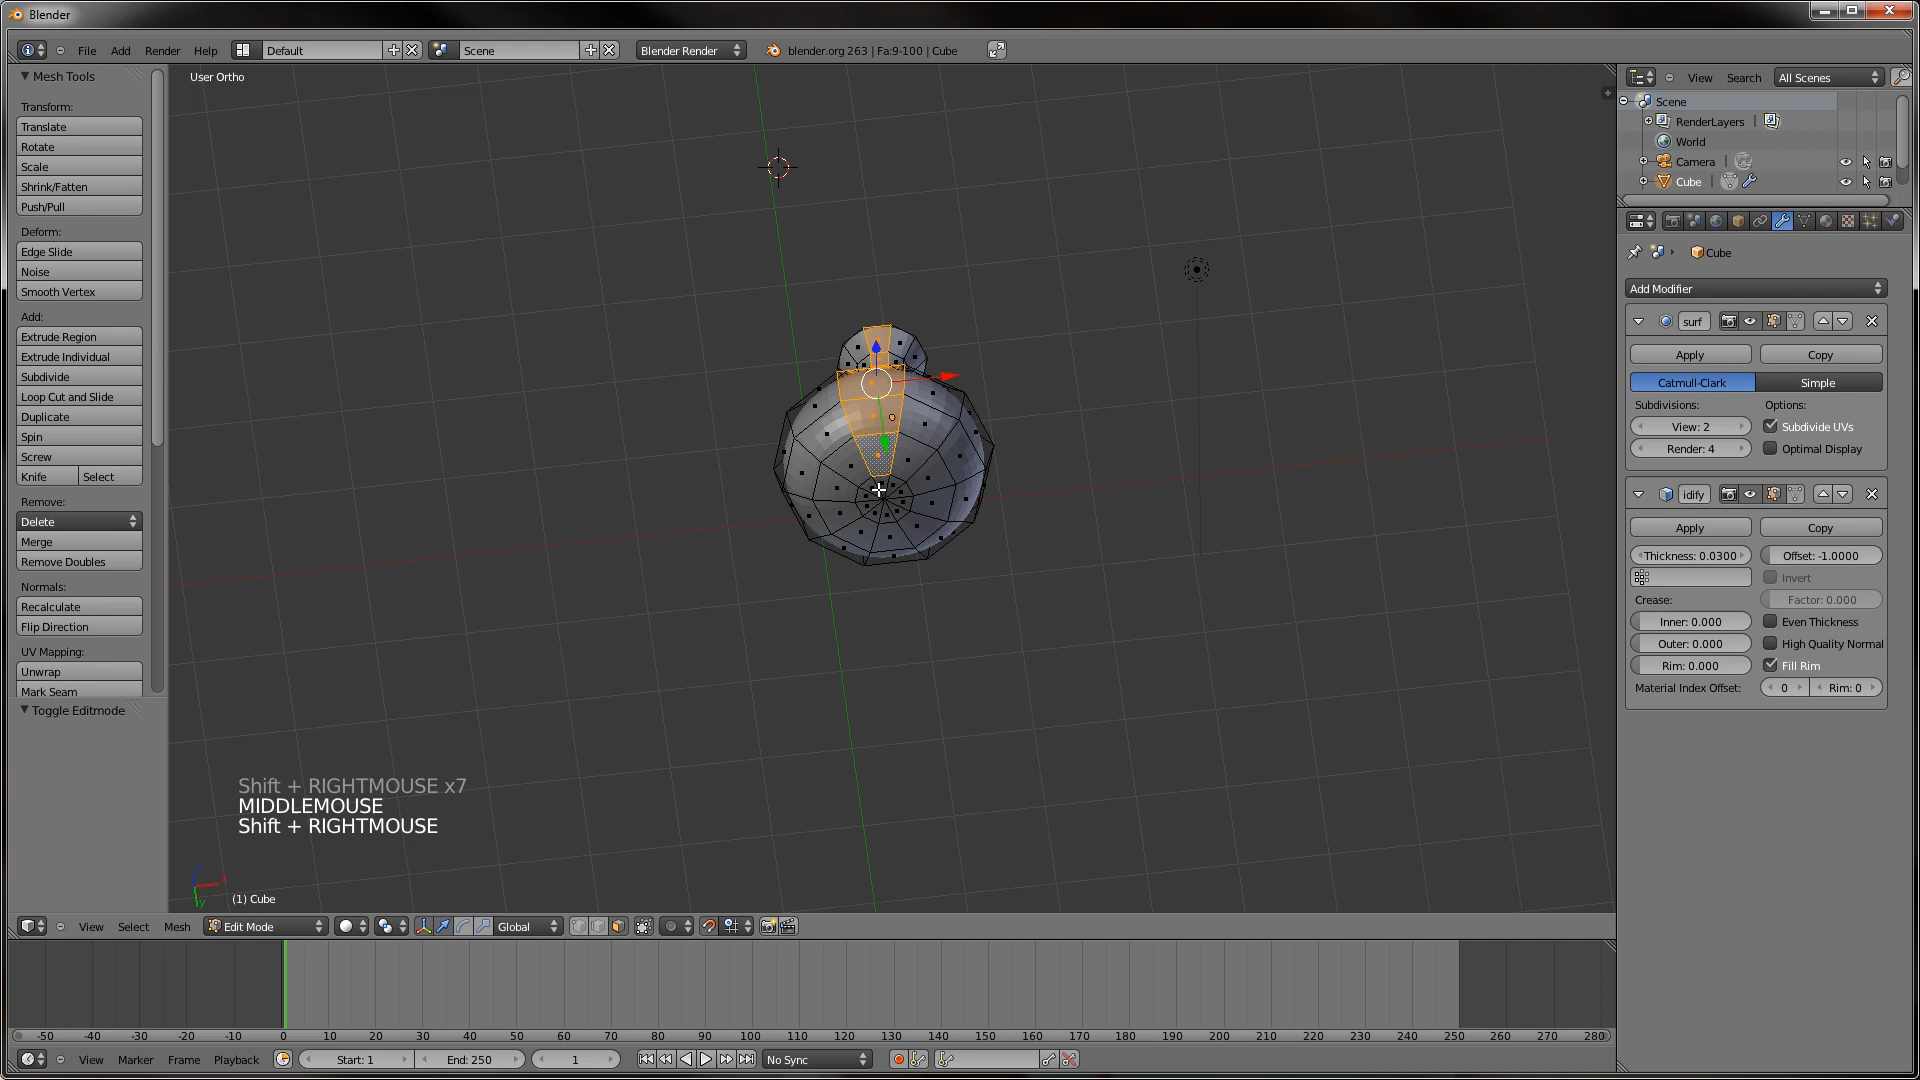 Blender
File Add Render Help Default Scene Blender Render blender.org 263 | Fa:9-100 | Cube
Mesh Tools
Transform:
Translate
Rotate
Scale
Shrink/Fatten
Push/Pull
Deform:
Edge Slide
Noise
Smooth Vertex
Add:
Extrude Region
Extrude Individual
Subdivide
Loop Cut and Slide
Duplicate
Spin
Screw
Knife Select
Remove:
Delete
Merge
Remove Doubles
Normals:
Recalculate
Flip Direction
UV Mapping:
Unwrap
Mark Seam
Toggle Editmode
User Ortho
Shift + RIGHTMOUSE x7
MIDDLEMOUSE
Shift + RIGHTMOUSE
x
y
(1) Cube
View Select Mesh Edit Mode Global
-50 -40 -30 -20 -10 0 10 20 30 40 50 60 70 80 90 100 110 120 130 140 150 160 170 180 190 200 210 220 230 240 250 260 270 280
View Marker Frame Playback Start: 1 End: 250 1 No Sync
View Search All Scenes
Scene
RenderLayers |
World
Camera |
Cube |
Cube
Add Modifier
surf
Apply Copy
Catmull-Clark Simple
Subdivisions: Options:
View: 2 Subdivide UVs
Render: 4 Optimal Display
idify
Apply Copy
Thickness: 0.0300 Offset: -1.0000
Invert
Crease: Factor: 0.000
Inner: 0.000 Even Thickness
Outer: 0.000 High Quality Normal
Rim: 0.000 Fill Rim
Material Index Offset: 0 Rim: 0